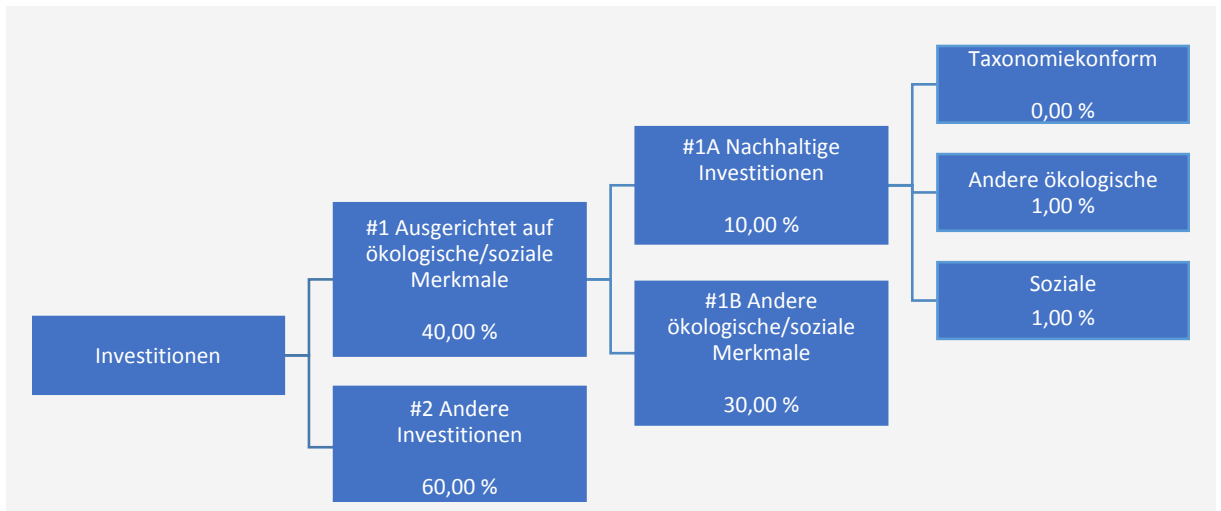 Investitionen
#1 Ausgerichtet auf
ökologische/soziale
Merkmale
40,00 %
#2 Andere
Investitionen
60,00 %
#1A Nachhaltige
Investitionen
10,00 %
#1B Andere
ökologische/soziale
Merkmale
30,00 %
Taxonomiekonform
0,00 %
Andere ökologische
1,00 %
Soziale
1,00 %